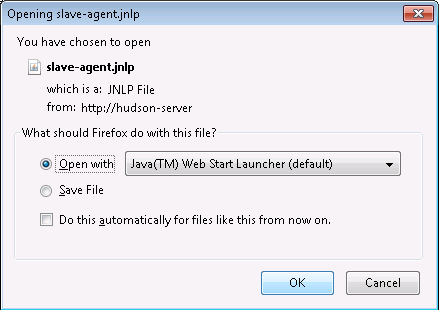 Opening slave-agent.jnlp
You have chosen to open
slave-agent.jnlp
which is a: JNLP File
from: http://hudson-server
What should Firefox do with this file?
Open with Java(TM) Web Start Launcher (default)
Save File
Do this automatically for files like this from now on.
OK Cancel